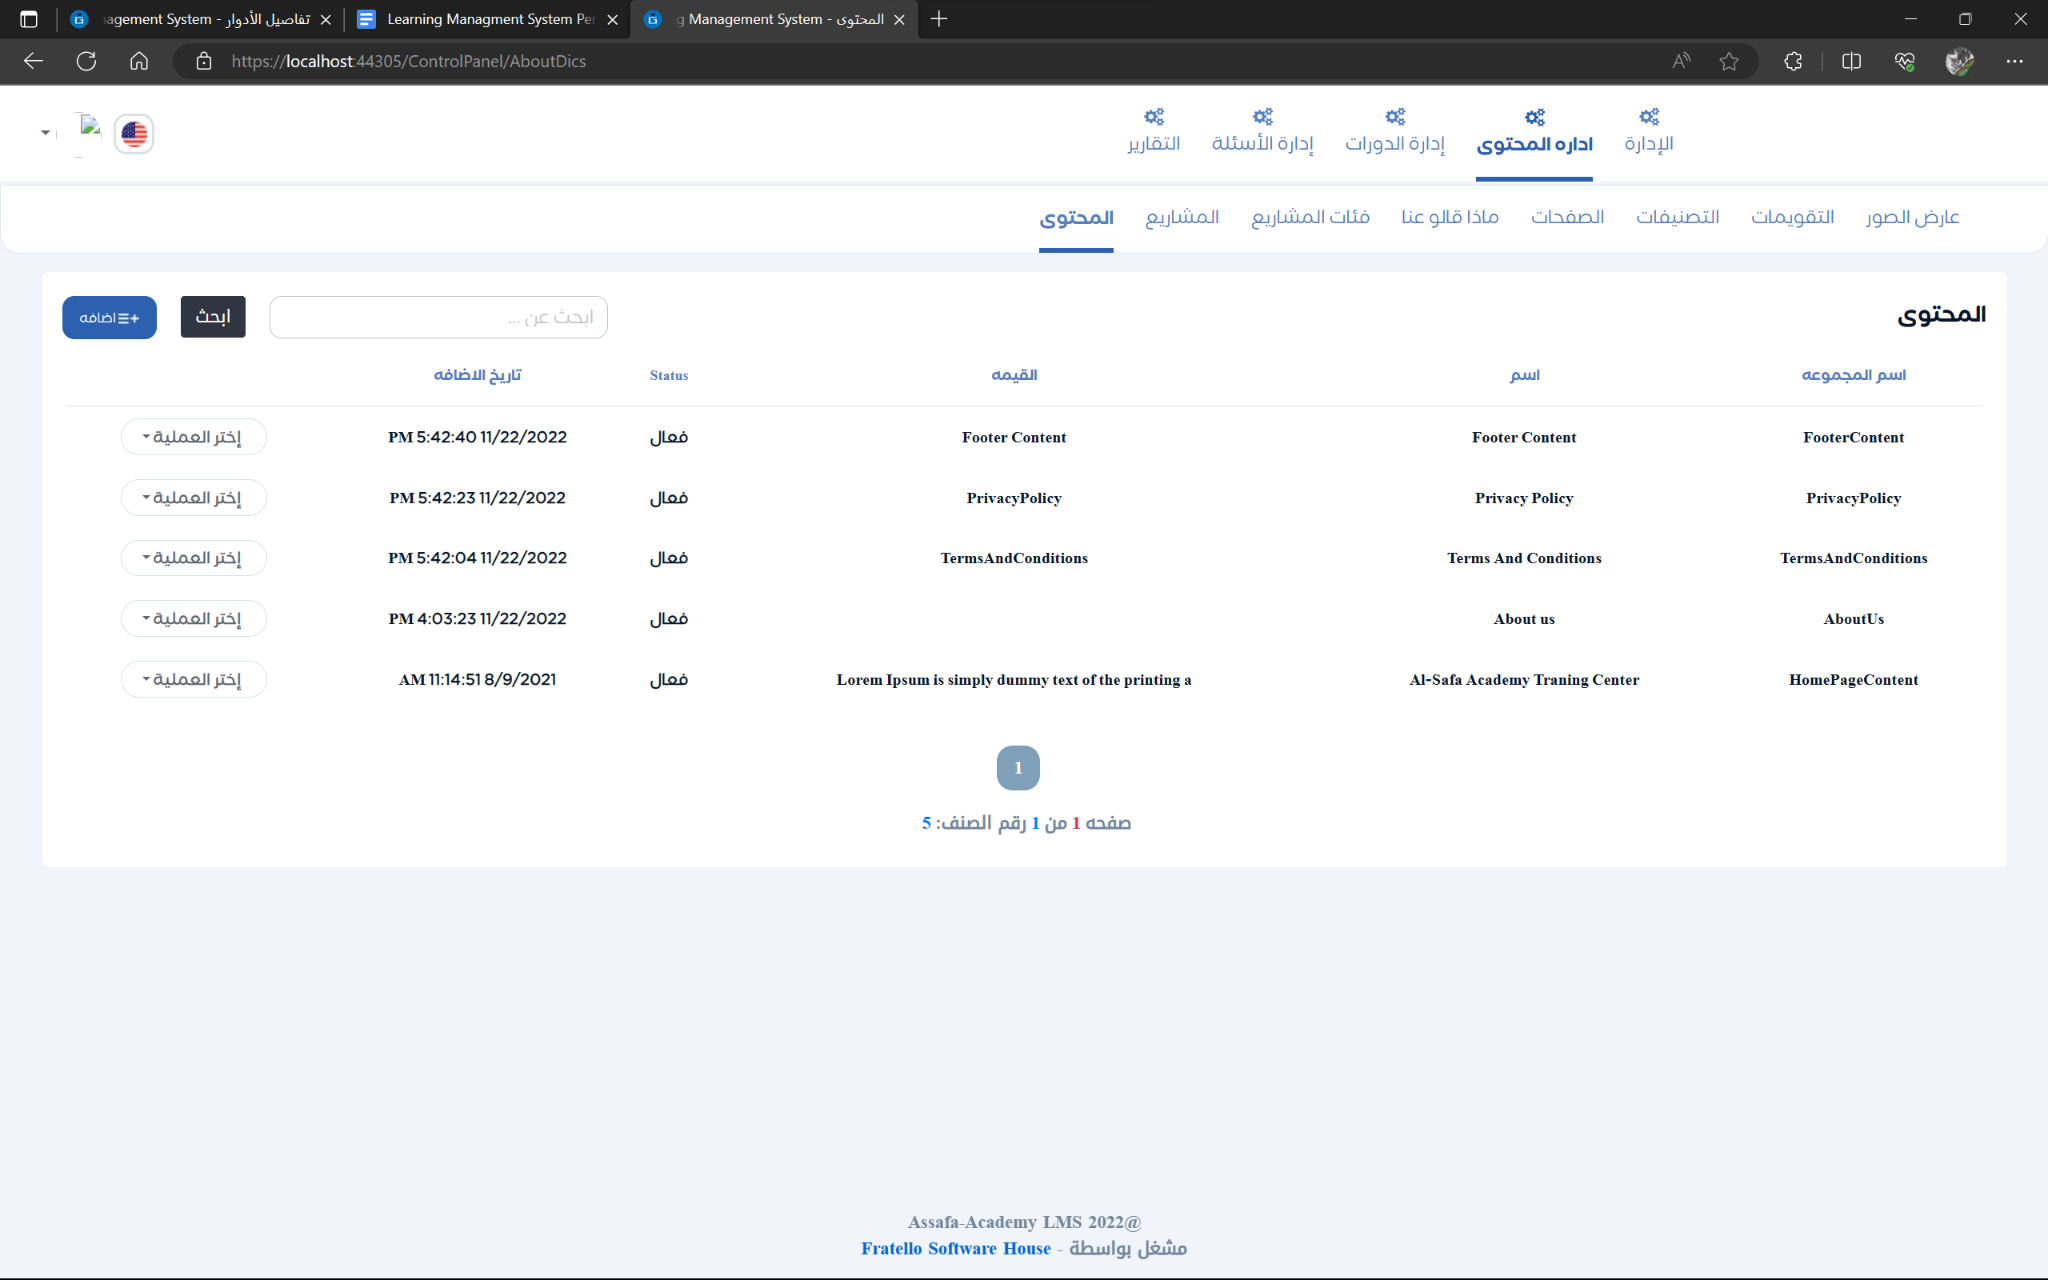 agement System - تفاصيل الأدوار
Learning Managment System Per
g Management System - المحتوى
https://localhost:44305/ControlPanel/AboutDics
الإدارة
اداره المحتوى
إدارة الدورات
إدارة الأسئلة
التقارير
عارض الصور
التقويمات
التصنيفات
الصفحات
ماذا قالو عنا
فئات المشاريع
المشاريع
المحتوى
المحتوى
ابحث عن ...
ابحث
اضافه
اسم المجموعه اسم القيمه Status تاريخ الاضافه
FooterContent Footer Content Footer Content فعال PM 5:42:40 11/22/2022 إختر العملية
PrivacyPolicy Privacy Policy PrivacyPolicy فعال PM 5:42:23 11/22/2022 إختر العملية
TermsAndConditions Terms And Conditions TermsAndConditions فعال PM 5:42:04 11/22/2022 إختر العملية
AboutUs About us فعال PM 4:03:23 11/22/2022 إختر العملية
HomePageContent Al-Safa Academy Traning Center Lorem Ipsum is simply dummy text of the printing a فعال AM 11:14:51 8/9/2021 إختر العملية
1
صفحه 1 من 1 رقم الصنف: 5
Assafa-Academy LMS 2022@
مشغل بواسطة - Fratello Software House